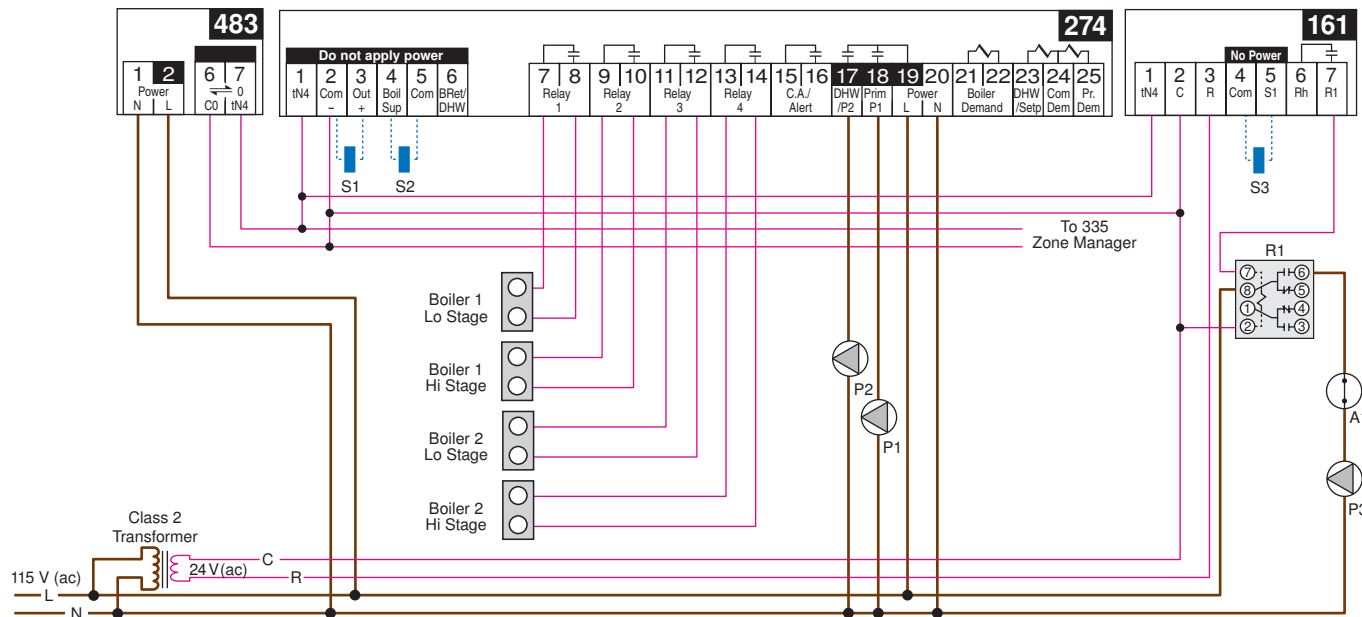 483
1 2
Power
N L
6 7
0
C0 tN4
274
Do not apply power
1 2 3 4 5 6
tN4 Com Out Boil Com BRet/
− + Sup DHW
7 8 9 10 11 12 13 14 15 16 17 18 19 20 21 22 23 24 25
Relay Relay Relay Relay C.A./ DHW Prim Power Boiler DHW Com Pr.
1 2 3 4 Alert /P2 P1 L N Demand /Setp Dem Dem
161
No Power
1 2 3 4 5 6 7
tN4 C R Com S1 Rh R1
S1 S2
S3
To 335
Zone Manager
R1
7 6
8 5
1 4
2 3
Boiler 1
Lo Stage
Boiler 1
Hi Stage
Boiler 2
Lo Stage
Boiler 2
Hi Stage
P2
P1
P3
Class 2
Transformer
24 V (ac)
C
R
115 V (ac)
L
N